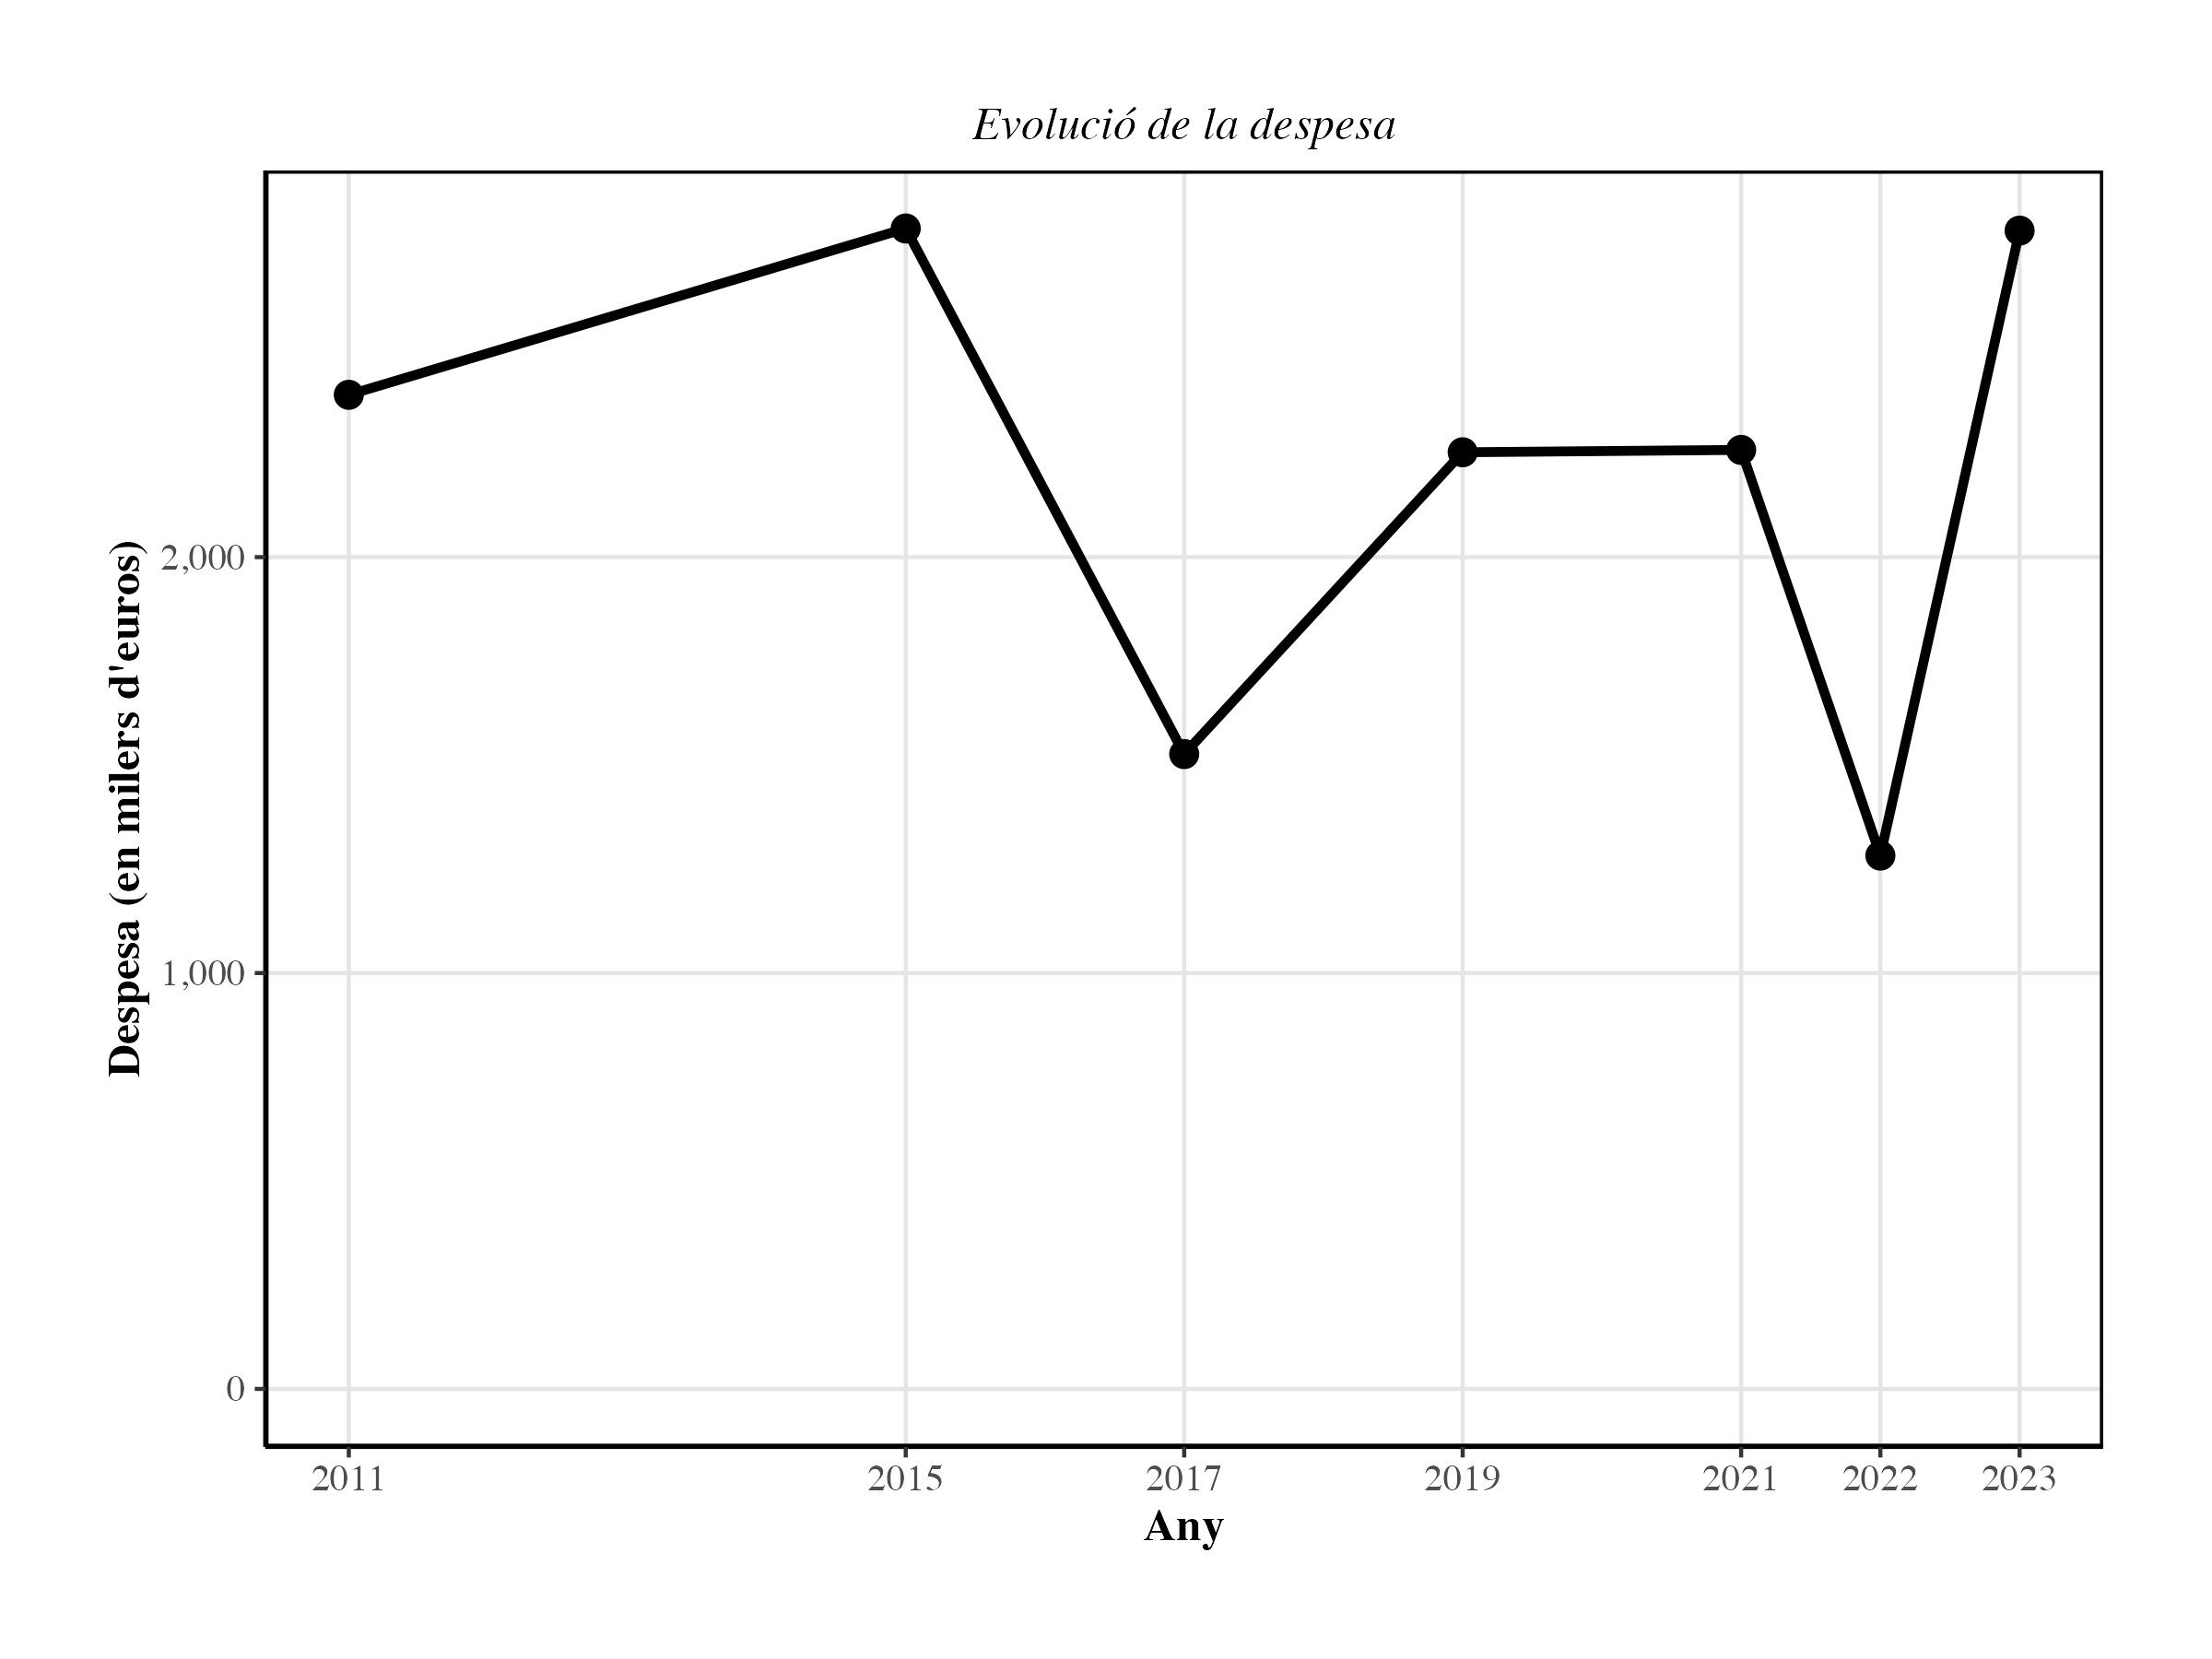 Evolució de la despesa
Despesa (en milers d'euros)
2,000
1,000
0
2011 2015 2017 2019 2021 2022 2023
Any